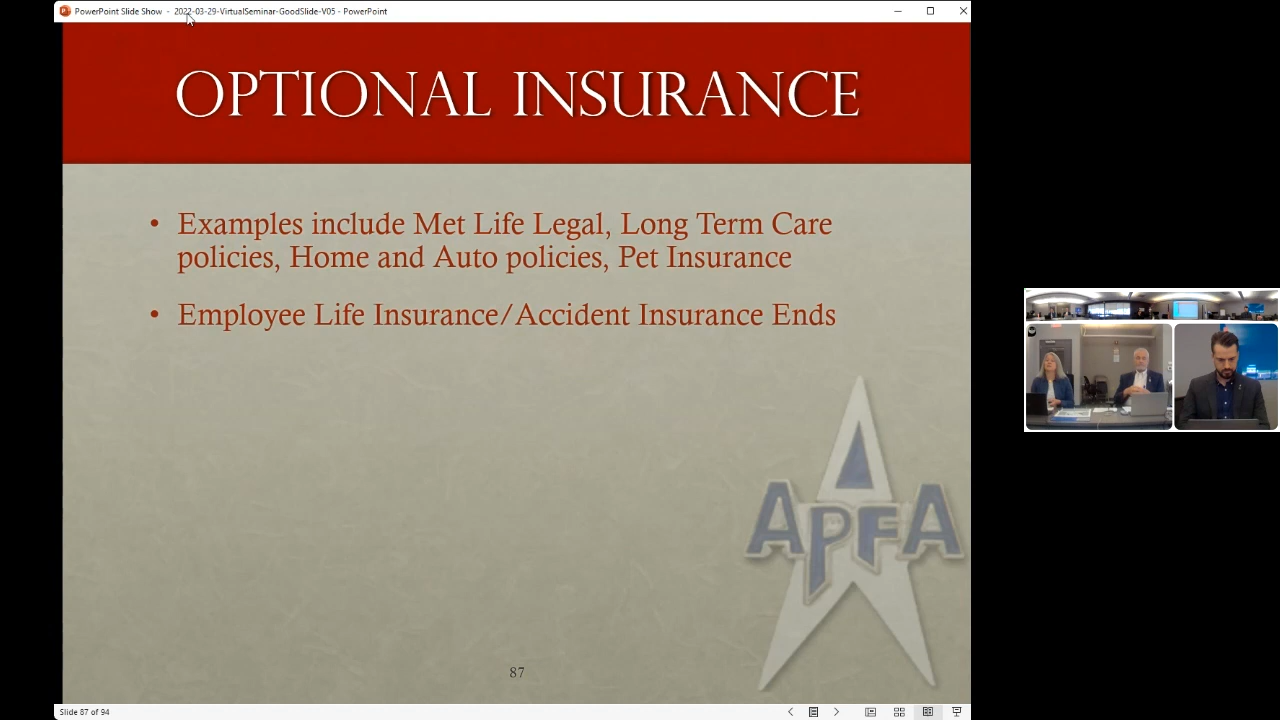 PowerPoint Slide Show - 2022-03-29-VirtualSeminar-GoodSlide-V05 - PowerPoint
OPTIONAL INSURANCE
• Examples include Met Life Legal, Long Term Care
policies, Home and Auto policies, Pet Insurance
• Employee Life Insurance/Accident Insurance Ends
APFA
87
Slide 87 of 94